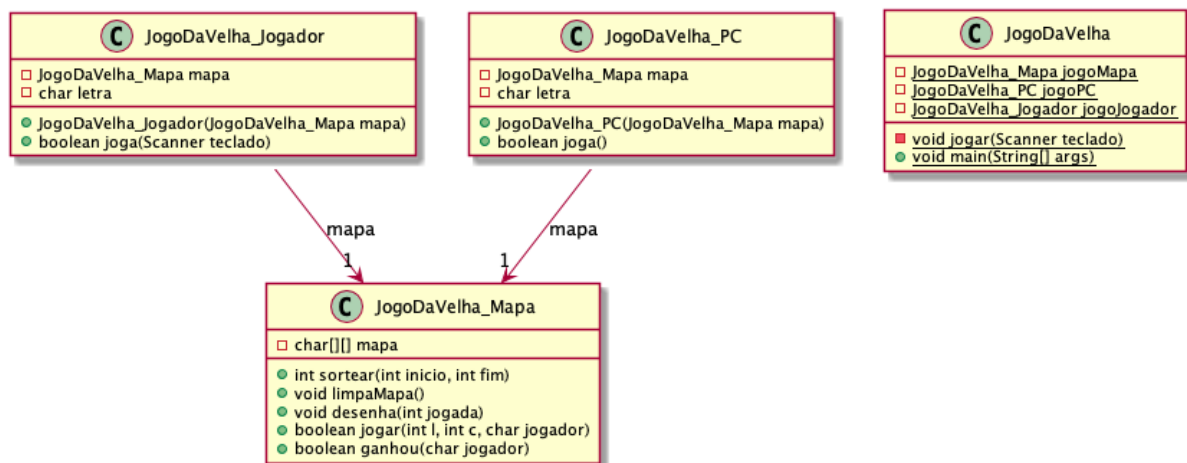 C JogoDaVelha_Jogador
JogoDaVelha_Mapa mapa
char letra
JogoDaVelha_Jogador(JogoDaVelha_Mapa mapa)
boolean joga(Scanner teclado)
C JogoDaVelha_PC
JogoDaVelha_Mapa mapa
char letra
JogoDaVelha_PC(JogoDaVelha_Mapa mapa)
boolean joga()
C JogoDaVelha
JogoDaVelha_Mapa jogoMapa
JogoDaVelha_PC jogoPC
JogoDaVelha_Jogador jogoJogador
void jogar(Scanner teclado)
void main(String[] args)
mapa
1
mapa
1
C JogoDaVelha_Mapa
char[][] mapa
int sortear(int inicio, int fim)
void limpaMapa()
void desenha(int jogada)
boolean jogar(int l, int c, char jogador)
boolean ganhou(char jogador)